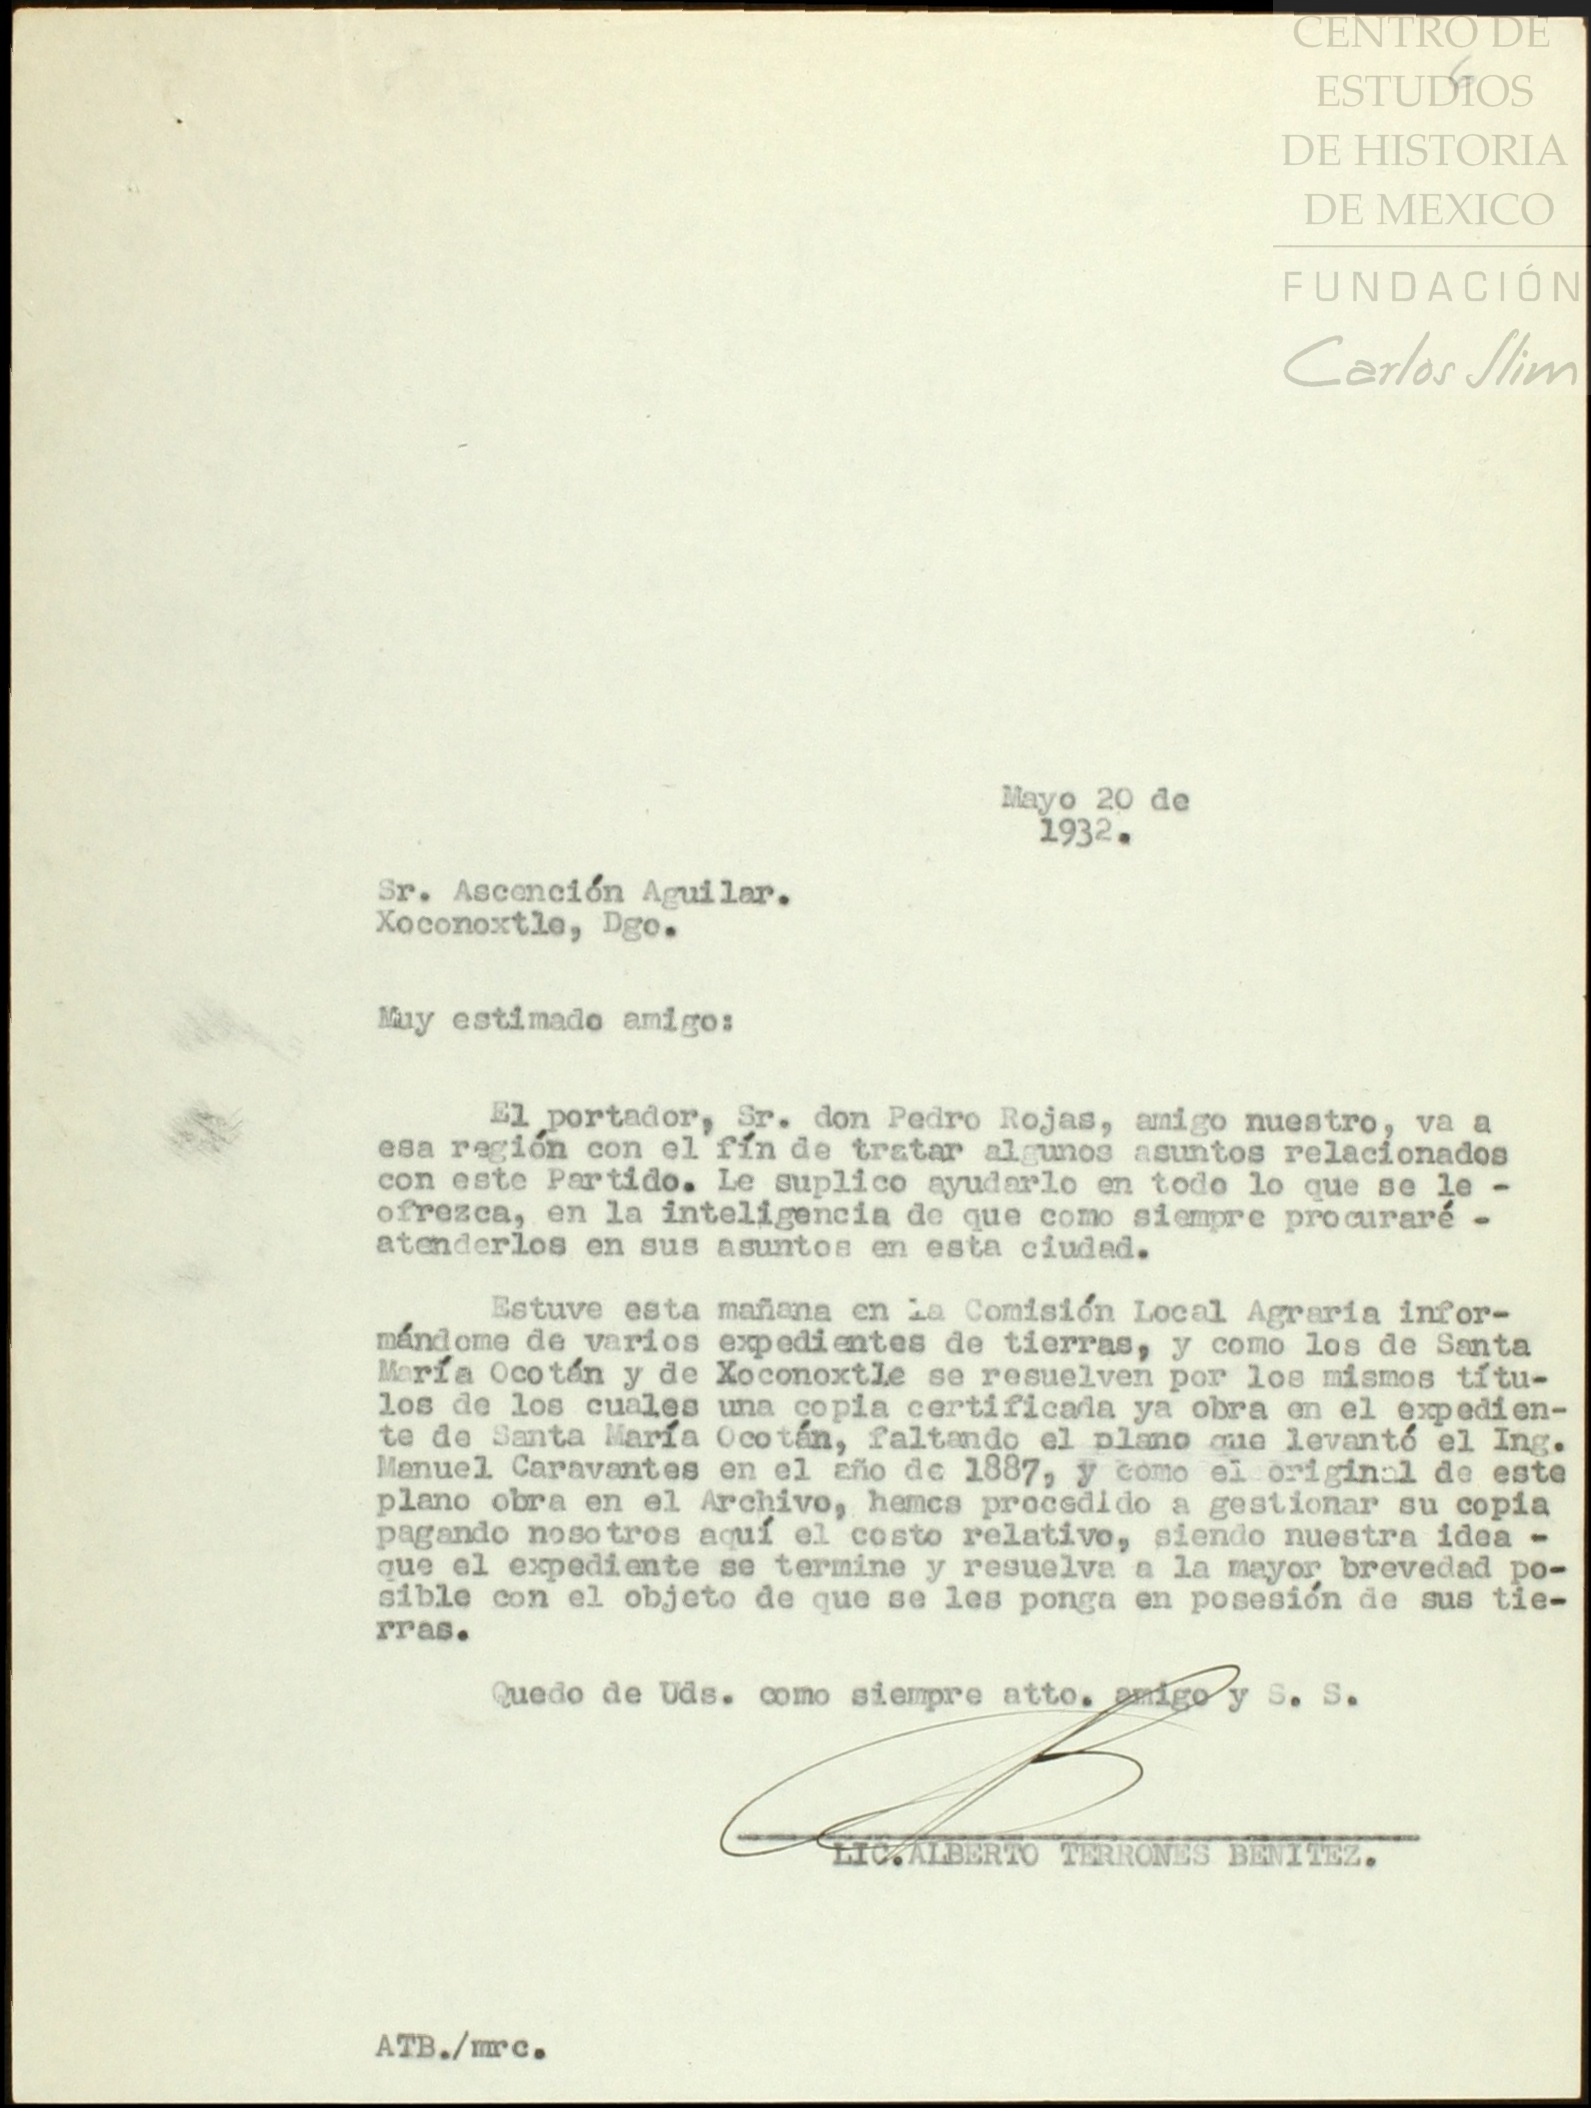 CENTRO DE
ESTUDIOS
DE HISTORIA
DE MEXICO
FUNDACIÓN
Carlos Slim
6
Mayo 20 de
1932.
Sr. Ascención Aguilar.
Xoconoxtle, Dgo.
Muy estimado amigo:
El portador, Sr. don Pedro Rojas, amigo nuestro, va a
esa región con el fín de tratar algunos asuntos relacionados
con este Partido. Le suplico ayudarlo en todo lo que se le -
ofrezca, en la inteligencia de que como siempre procuraré -
atenderlos en sus asuntos en esta ciudad.
Estuve esta mañana en la Comisión Local Agraria infor-
mándome de varios expedientes de tierras, y como los de Santa
María Ocotán y de Xoconoxtle se resuelven por los mismos títu-
los de los cuales una copia certificada ya obra en el expedien-
te de Santa María Ocotán, faltando el plano que levantó el Ing.
Manuel Caravantes en el año de 1887, y como el original de este
plano obra en el Archivo, hemos procedido a gestionar su copia
pagando nosotros aquí el costo relativo, siendo nuestra idea -
que el expediente se termine y resuelva a la mayor brevedad po-
sible con el objeto de que se les ponga en posesión de sus tie-
rras.
Quedo de Uds. como siempre atto. amigo y S. S.
LIC.ALBERTO TERRONES BENITEZ.
ATB./mrc.